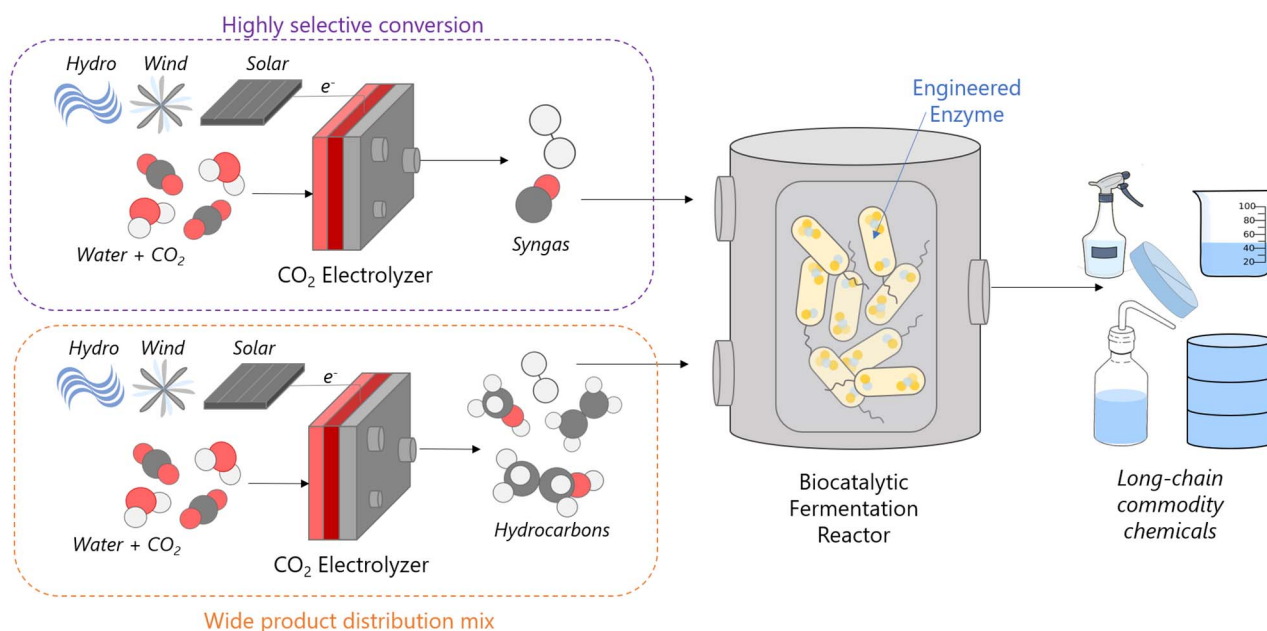 Highly selective conversion
Hydro
Wind
Solar
e⁻
Water + CO₂
CO₂ Electrolyzer
Syngas
Hydro
Wind
Solar
e⁻
Water + CO₂
CO₂ Electrolyzer
Hydrocarbons
Wide product distribution mix
Engineered
Enzyme
Biocatalytic
Fermentation
Reactor
100
80
60
40
20
Long-chain
commodity
chemicals